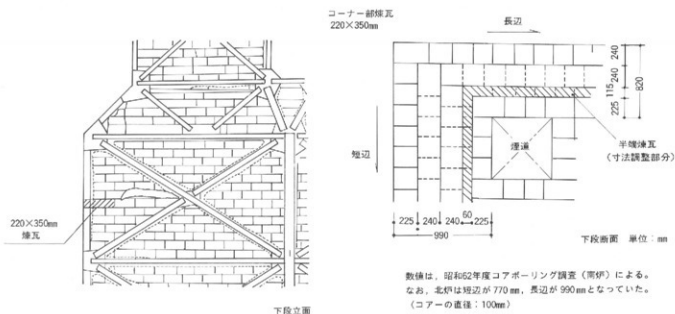 コーナー部煉瓦
220×350mm
長辺
240
240
820
115
225
短辺
煙道
半端煉瓦
(寸法調整部分)
220×350mm
煉瓦
60
225 240 240 225
990
下段断面 単位:mm
下段立面
数値は,昭和62年度コアボーリング調査(南炉)による。
なお,北炉は短辺が770mm,長辺が990mmとなっていた。
(コアーの直径:100mm)